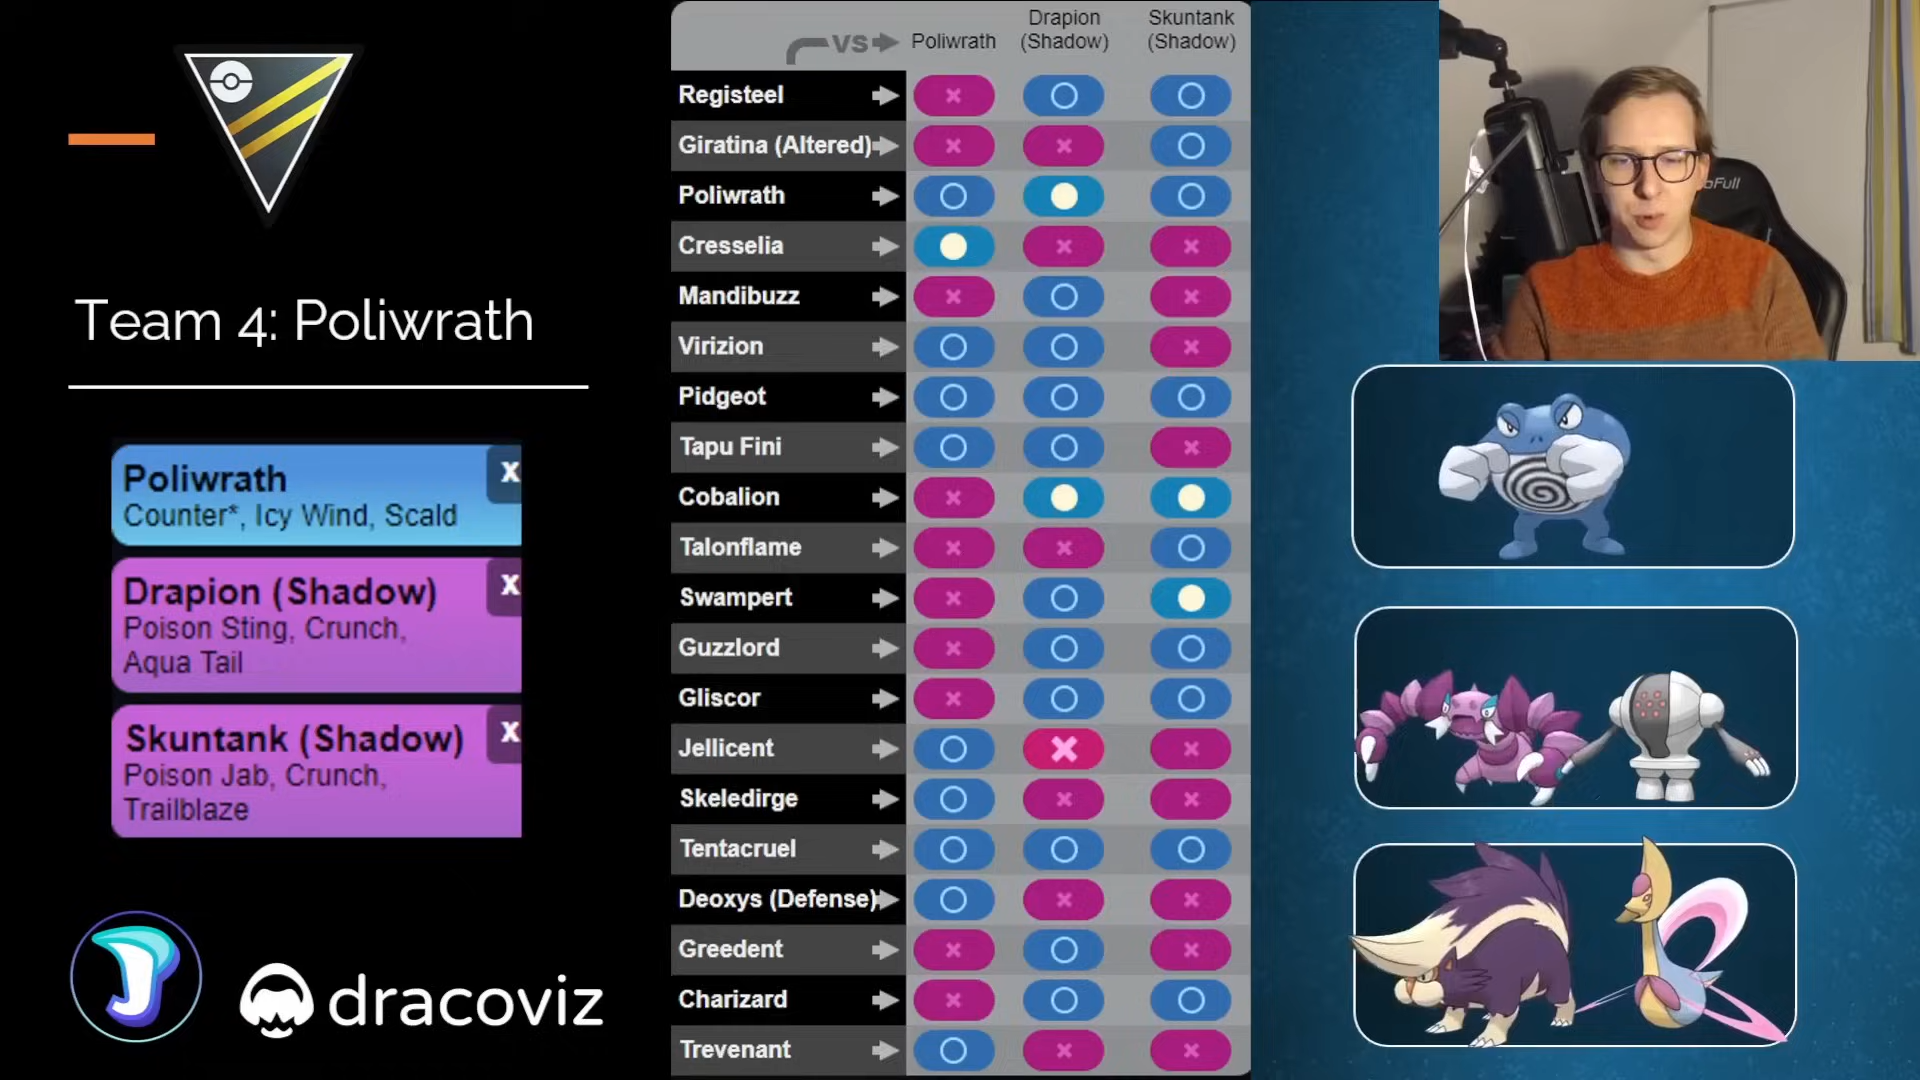 Team 4: Poliwrath
Poliwrath
X
Counter*, Icy Wind, Scald
Drapion (Shadow)
X
Poison Sting, Crunch,
Aqua Tail
Skuntank (Shadow)
X
Poison Jab, Crunch,
Trailblaze
dracoviz
VS
Poliwrath
Drapion
(Shadow)
Skuntank
(Shadow)
Registeel
Giratina (Altered)
Poliwrath
Cresselia
Mandibuzz
Virizion
Pidgeot
Tapu Fini
Cobalion
Talonflame
Swampert
Guzzlord
Gliscor
Jellicent
Skeledirge
Tentacruel
Deoxys (Defense)
Greedent
Charizard
Trevenant